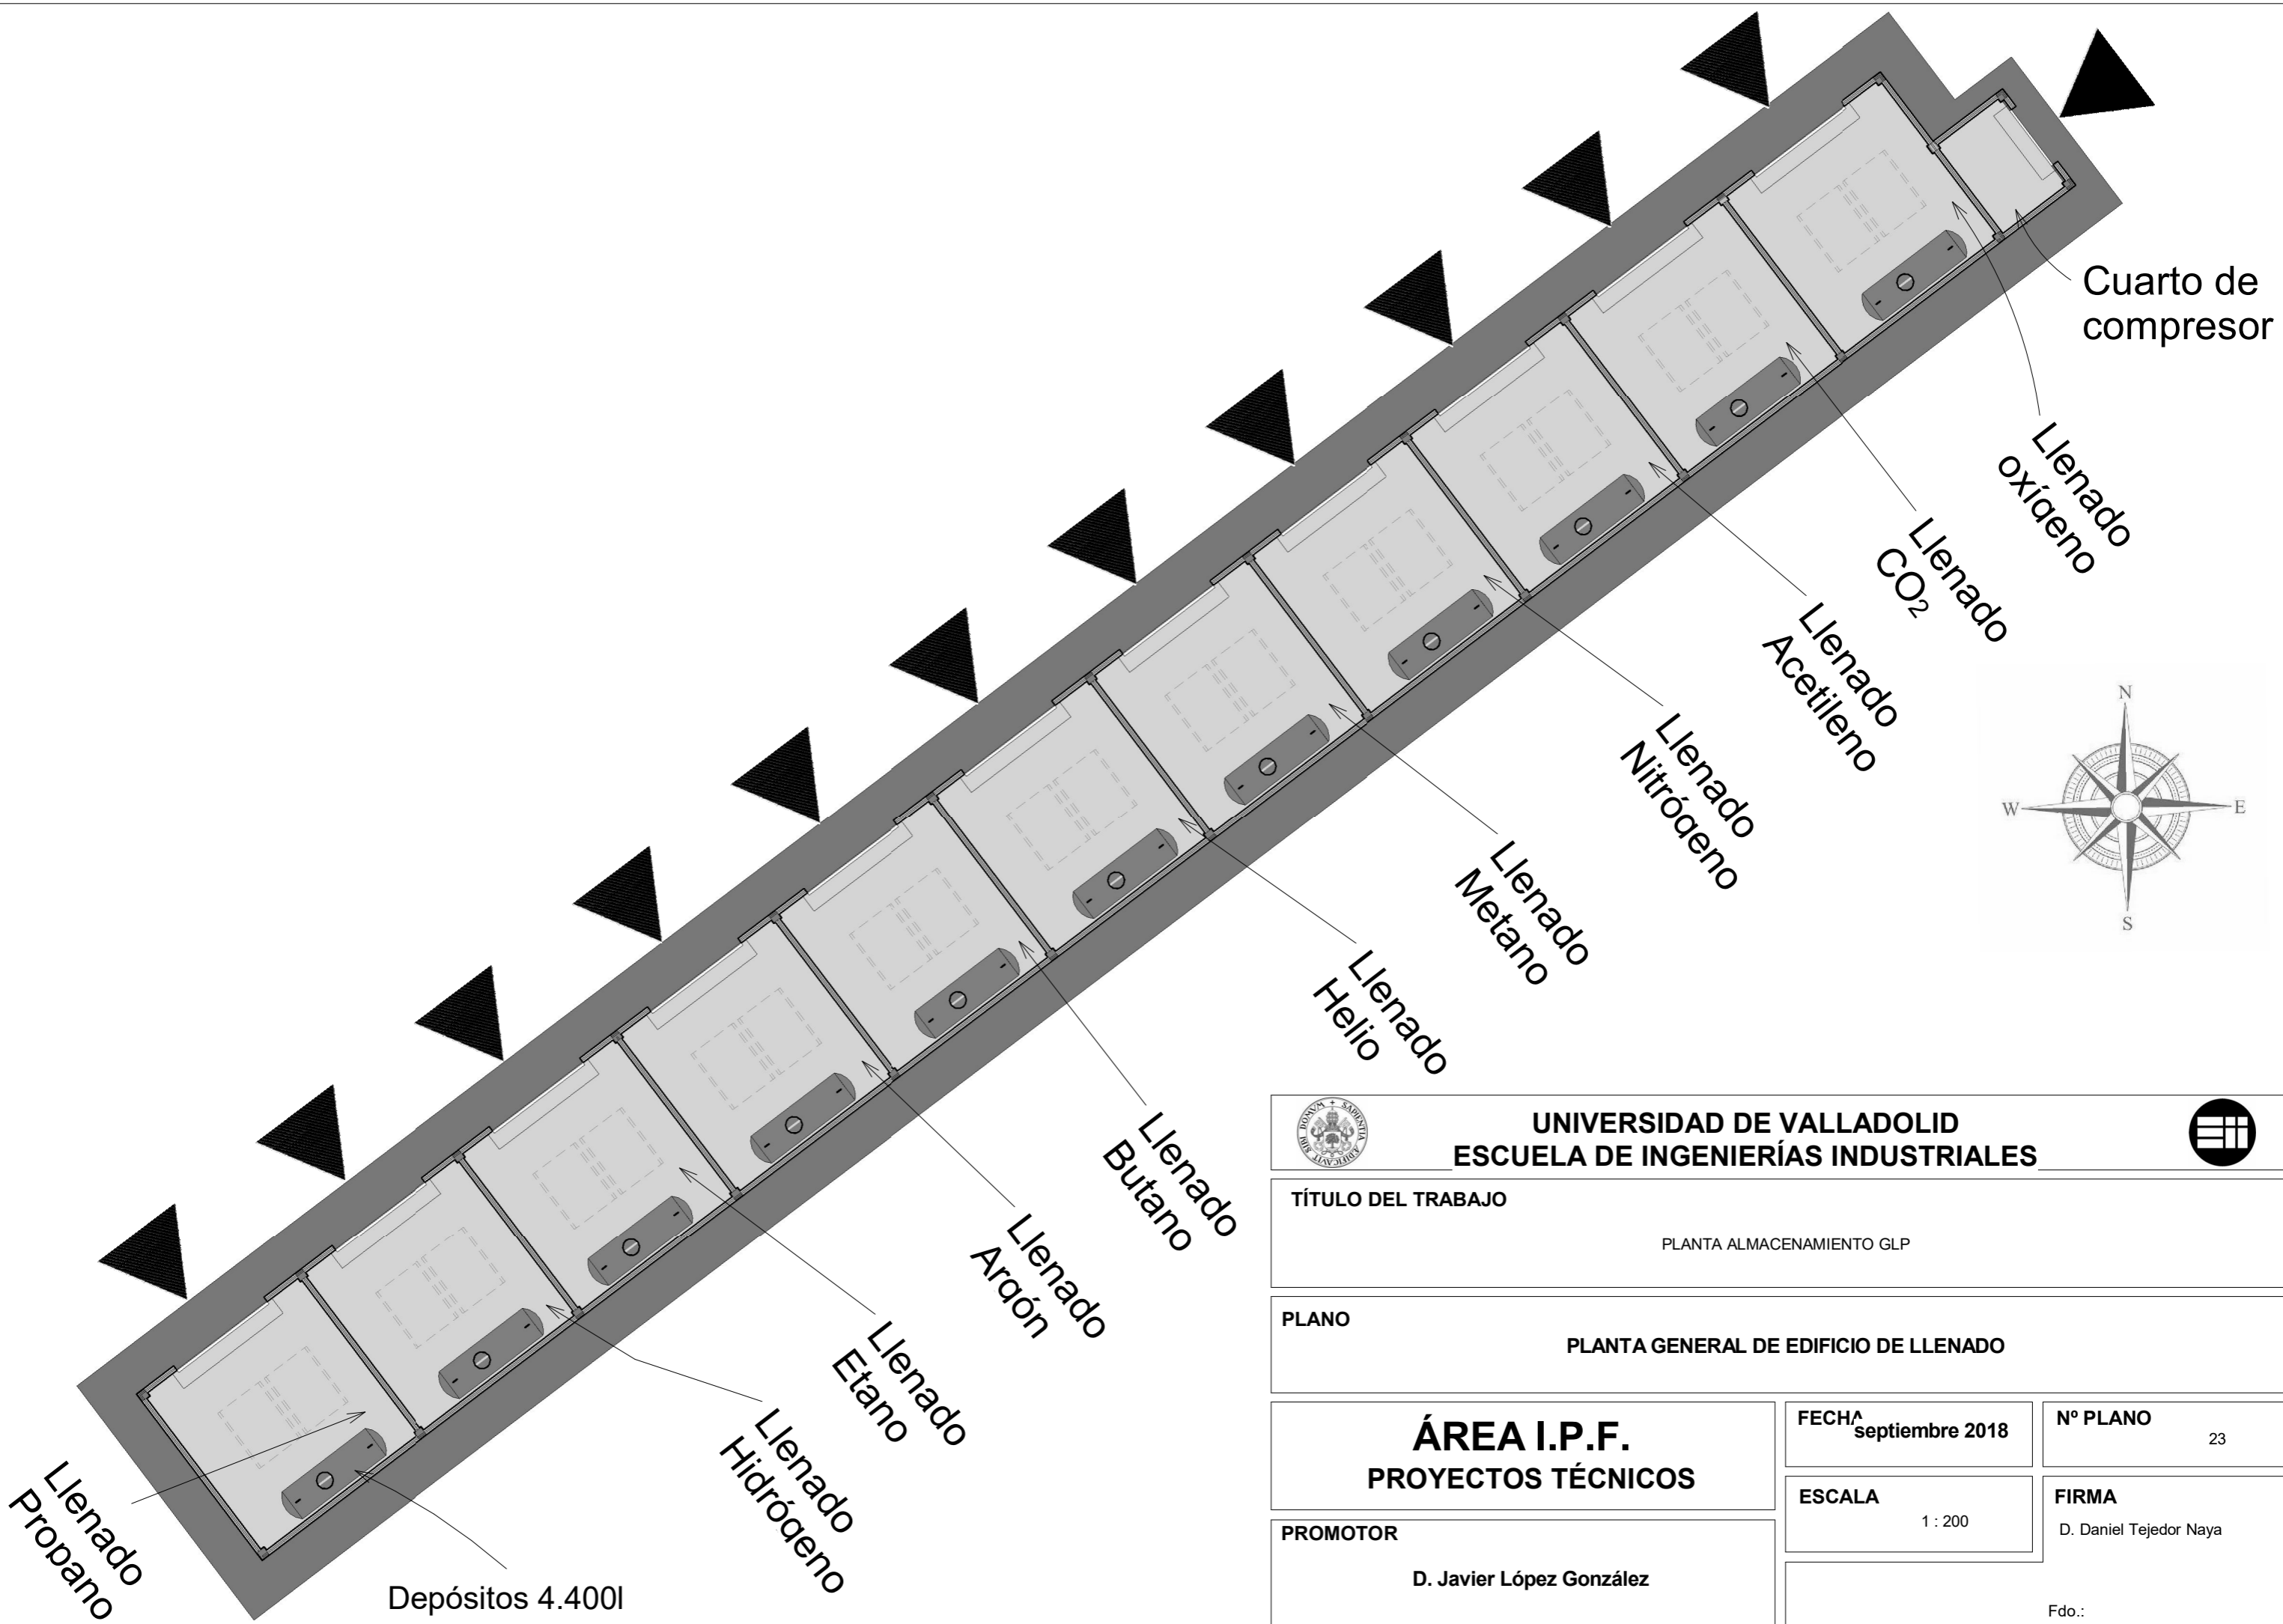 Cuarto de
compresor
Llenado
oxígeno
Llenado
CO2
Llenado
Acetileno
Llenado
Nitrógeno
Llenado
Metano
Llenado
Helio
Llenado
Butano
Llenado
Argón
Llenado
Etano
Llenado
Hidrógeno
Llenado
Propano
Depósitos 4.400l
N
W
E
S
UNIVERSIDAD DE VALLADOLID
ESCUELA DE INGENIERÍAS INDUSTRIALES
TÍTULO DEL TRABAJO
PLANTA ALMACENAMIENTO GLP
PLANO
PLANTA GENERAL DE EDIFICIO DE LLENADO
ÁREA I.P.F.
PROYECTOS TÉCNICOS
FECHA
septiembre 2018
Nº PLANO
23
ESCALA
1 : 200
FIRMA
D. Daniel Tejedor Naya
PROMOTOR
D. Javier López González
Fdo.: